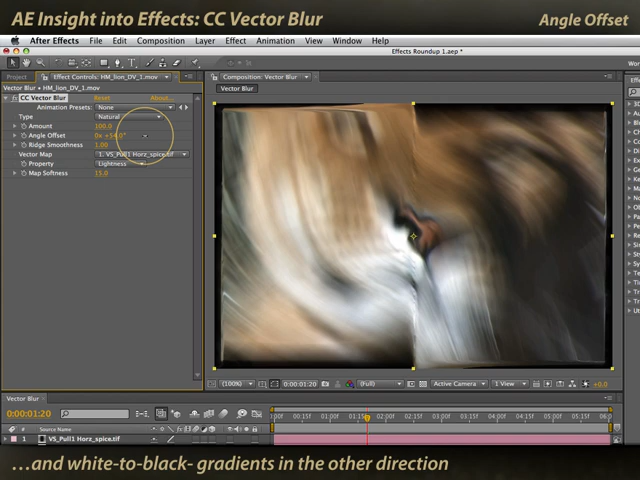 AE Insight into Effects: CC Vector Blur
Angle Offset
After Effects File Edit Composition Layer Effect Animation View Window Help
Effects Roundup 1.aep *
Project
Effect Controls: HM_lion_DV_1.mov
Composition: Vector Blur
Vector Blur • HM_lion_DV_1.mov
Vector Blur
CC Vector Blur Reset About...
Animation Presets: None
Type Natural
Amount 100.0
Angle Offset
Ridge Smoothness 1.00
Vector Map 1. VS_Pull1 Horz_spice.tif
Property Lightness
Map Softness 15.0
(100%) 0:00:01:20 (Full) Active Camera 1 View +0.0
Vector Blur
0:00:01:20
# Source Name
1 VS_Pull1 Horz_spice.tif
...and white-to-black- gradients in the other direction